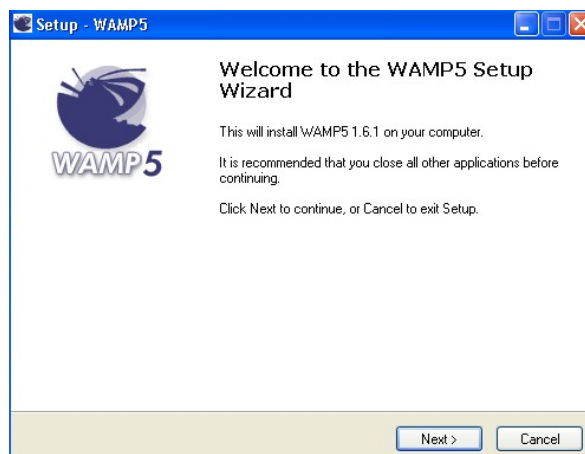 Setup - WAMP5
Welcome to the WAMP5 Setup
Wizard
This will install WAMP5 1.6.1 on your computer.
It is recommended that you close all other applications before
continuing.
Click Next to continue, or Cancel to exit Setup.
WAMP5
Next >
Cancel